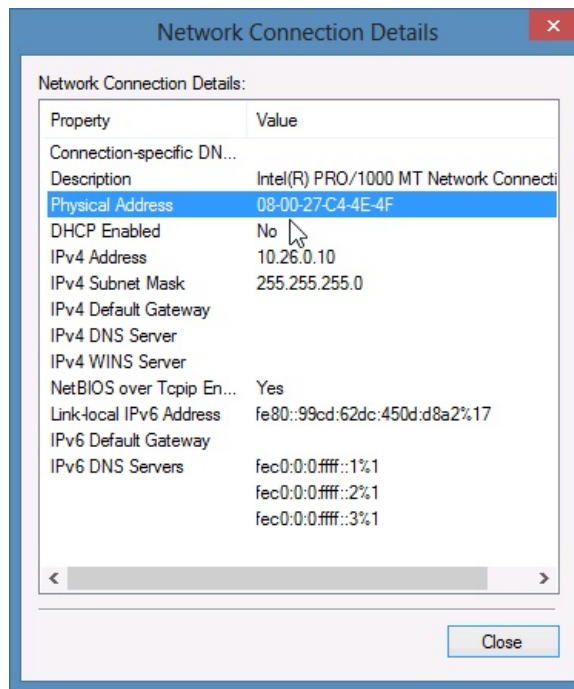 Network Connection Details
Network Connection Details:
Property Value
Connection-specific DN...
Description Intel(R) PRO/1000 MT Network Connecti
Physical Address 08-00-27-C4-4E-4F
DHCP Enabled No
IPv4 Address 10.26.0.10
IPv4 Subnet Mask 255.255.255.0
IPv4 Default Gateway
IPv4 DNS Server
IPv4 WINS Server
NetBIOS over Tcpip En... Yes
Link-local IPv6 Address fe80::99cd:62dc:450d:d8a2%17
IPv6 Default Gateway
IPv6 DNS Servers fec0:0:0:ffff::1%1
fec0:0:0:ffff::2%1
fec0:0:0:ffff::3%1
Close